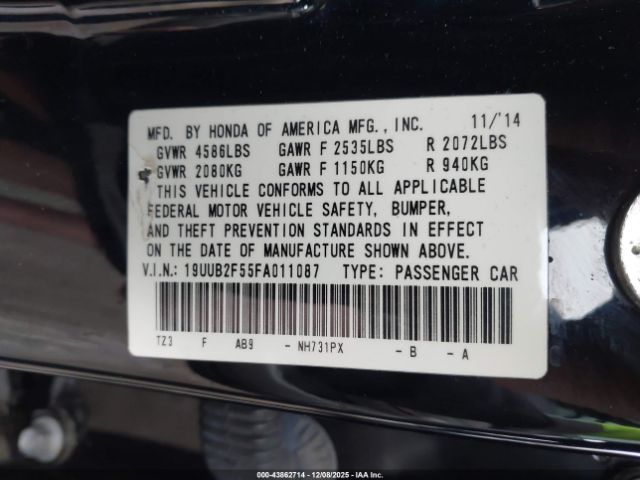 MFD. BY HONDA OF AMERICA MFG., INC. 11/'14
GVWR 4586LBS GAWR F 2535LBS R 2072LBS
GVWR 2080KG GAWR F 1150KG R 940KG
THIS VEHICLE CONFORMS TO ALL APPLICABLE
FEDERAL MOTOR VEHICLE SAFETY, BUMPER,
AND THEFT PREVENTION STANDARDS IN EFFECT
ON THE DATE OF MANUFACTURE SHOWN ABOVE.
V.I.N.: 19UUB2F55FA011087 TYPE: PASSENGER CAR
TZ3 F AB9 - NH731PX - B - A
000-43862714 | 12/08/2025 | IAA Inc.